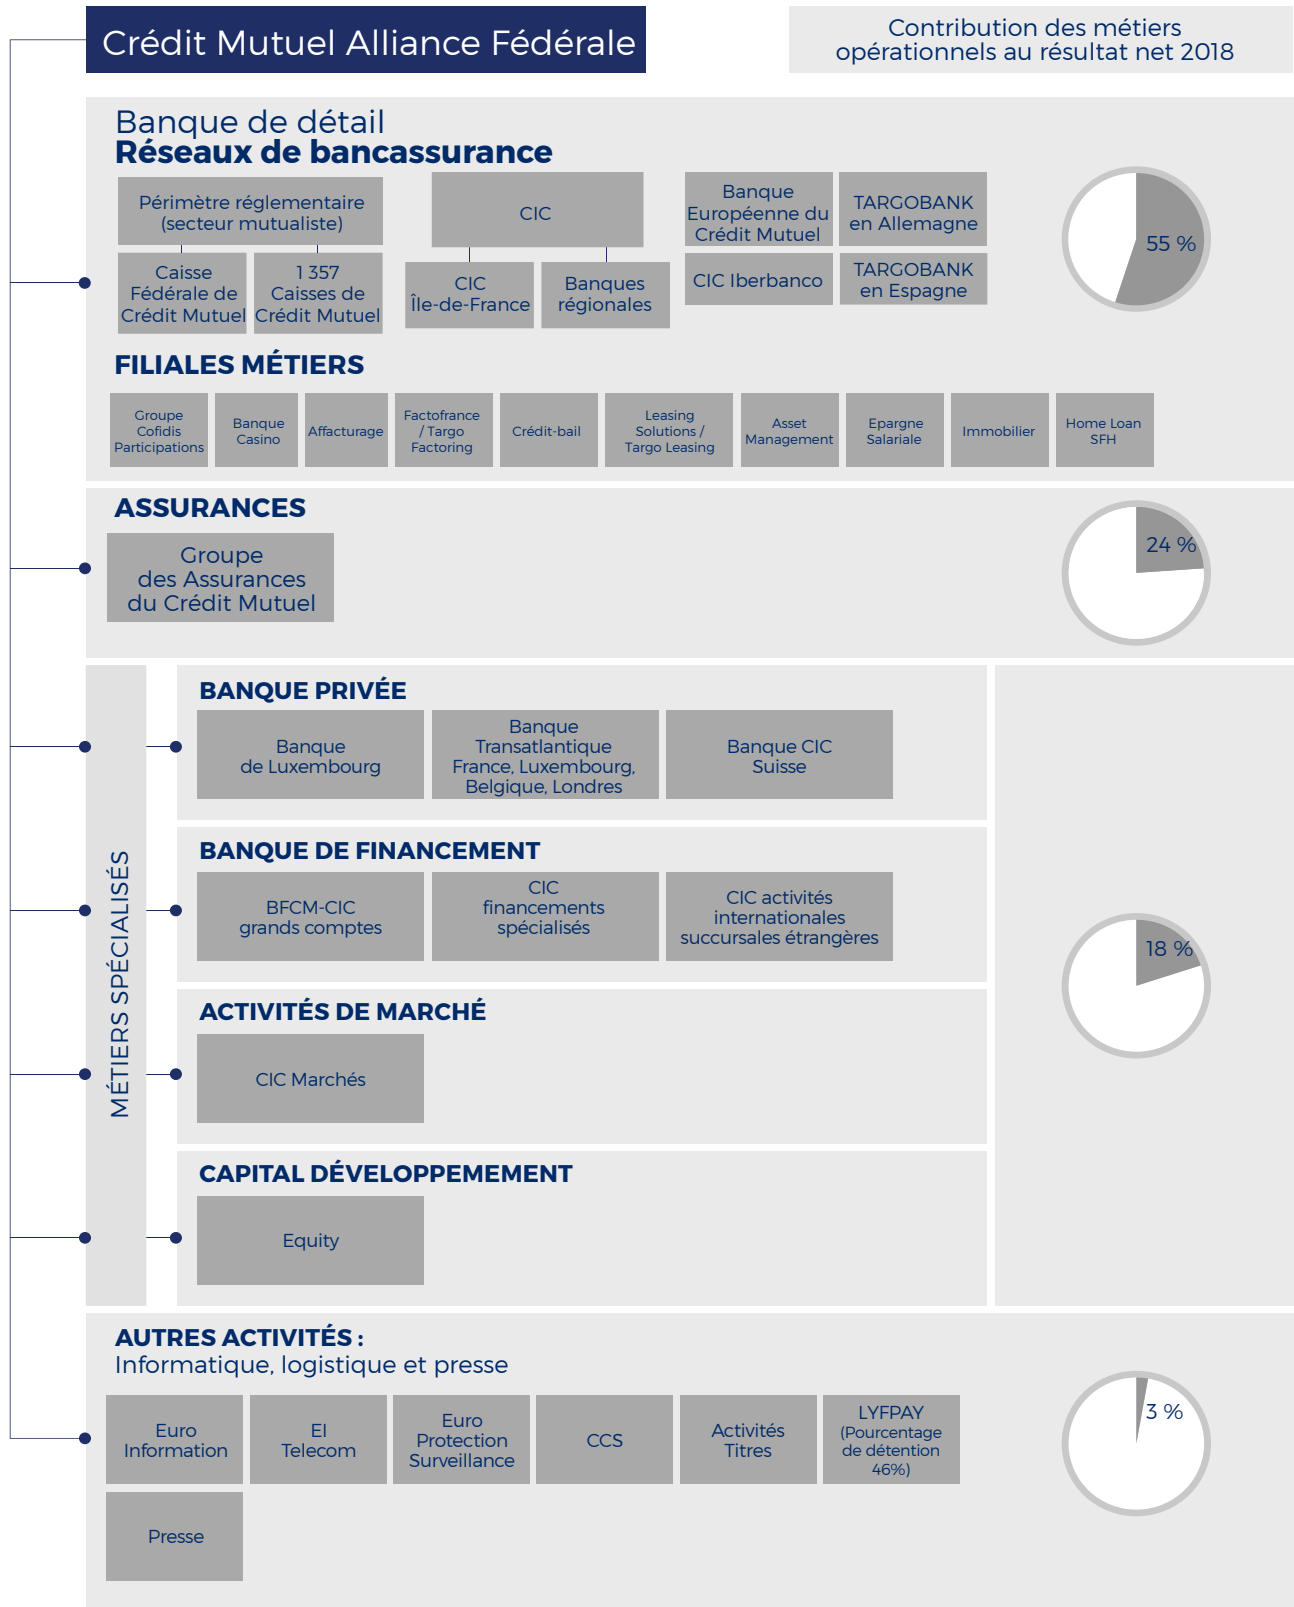 Crédit Mutuel Alliance Fédérale
Contribution des métiers
opérationnels au résultat net 2018
Banque de détail
Réseaux de bancassurance
Périmètre réglementaire
(secteur mutualiste)
Caisse
Fédérale de
Crédit Mutuel
1 357
Caisses de
Crédit Mutuel
CIC
CIC
Île-de-France
Banques
régionales
Banque
Européenne du
Crédit Mutuel
TARGOBANK
en Allemagne
CIC Iberbanco
TARGOBANK
en Espagne
55 %
FILIALES MÉTIERS
Groupe
Cofidis
Participations
Banque
Casino
Affacturage
Factofrance
/ Targo
Factoring
Crédit-bail
Leasing
Solutions /
Targo Leasing
Asset
Management
Epargne
Salariale
Immobilier
Home Loan
SFH
ASSURANCES
Groupe
des Assurances
du Crédit Mutuel
24 %
MÉTIERS SPÉCIALISÉS
BANQUE PRIVÉE
Banque
de Luxembourg
Banque
Transatlantique
France, Luxembourg,
Belgique, Londres
Banque CIC
Suisse
BANQUE DE FINANCEMENT
BFCM-CIC
grands comptes
CIC
financements
spécialisés
CIC activités
internationales
succursales étrangères
18 %
ACTIVITÉS DE MARCHÉ
CIC Marchés
CAPITAL DÉVELOPPEMEMENT
Equity
AUTRES ACTIVITÉS :
Informatique, logistique et presse
Euro
Information
EI
Telecom
Euro
Protection
Surveillance
CCS
Activités
Titres
LYFPAY
(Pourcentage
de détention
46%)
3 %
Presse